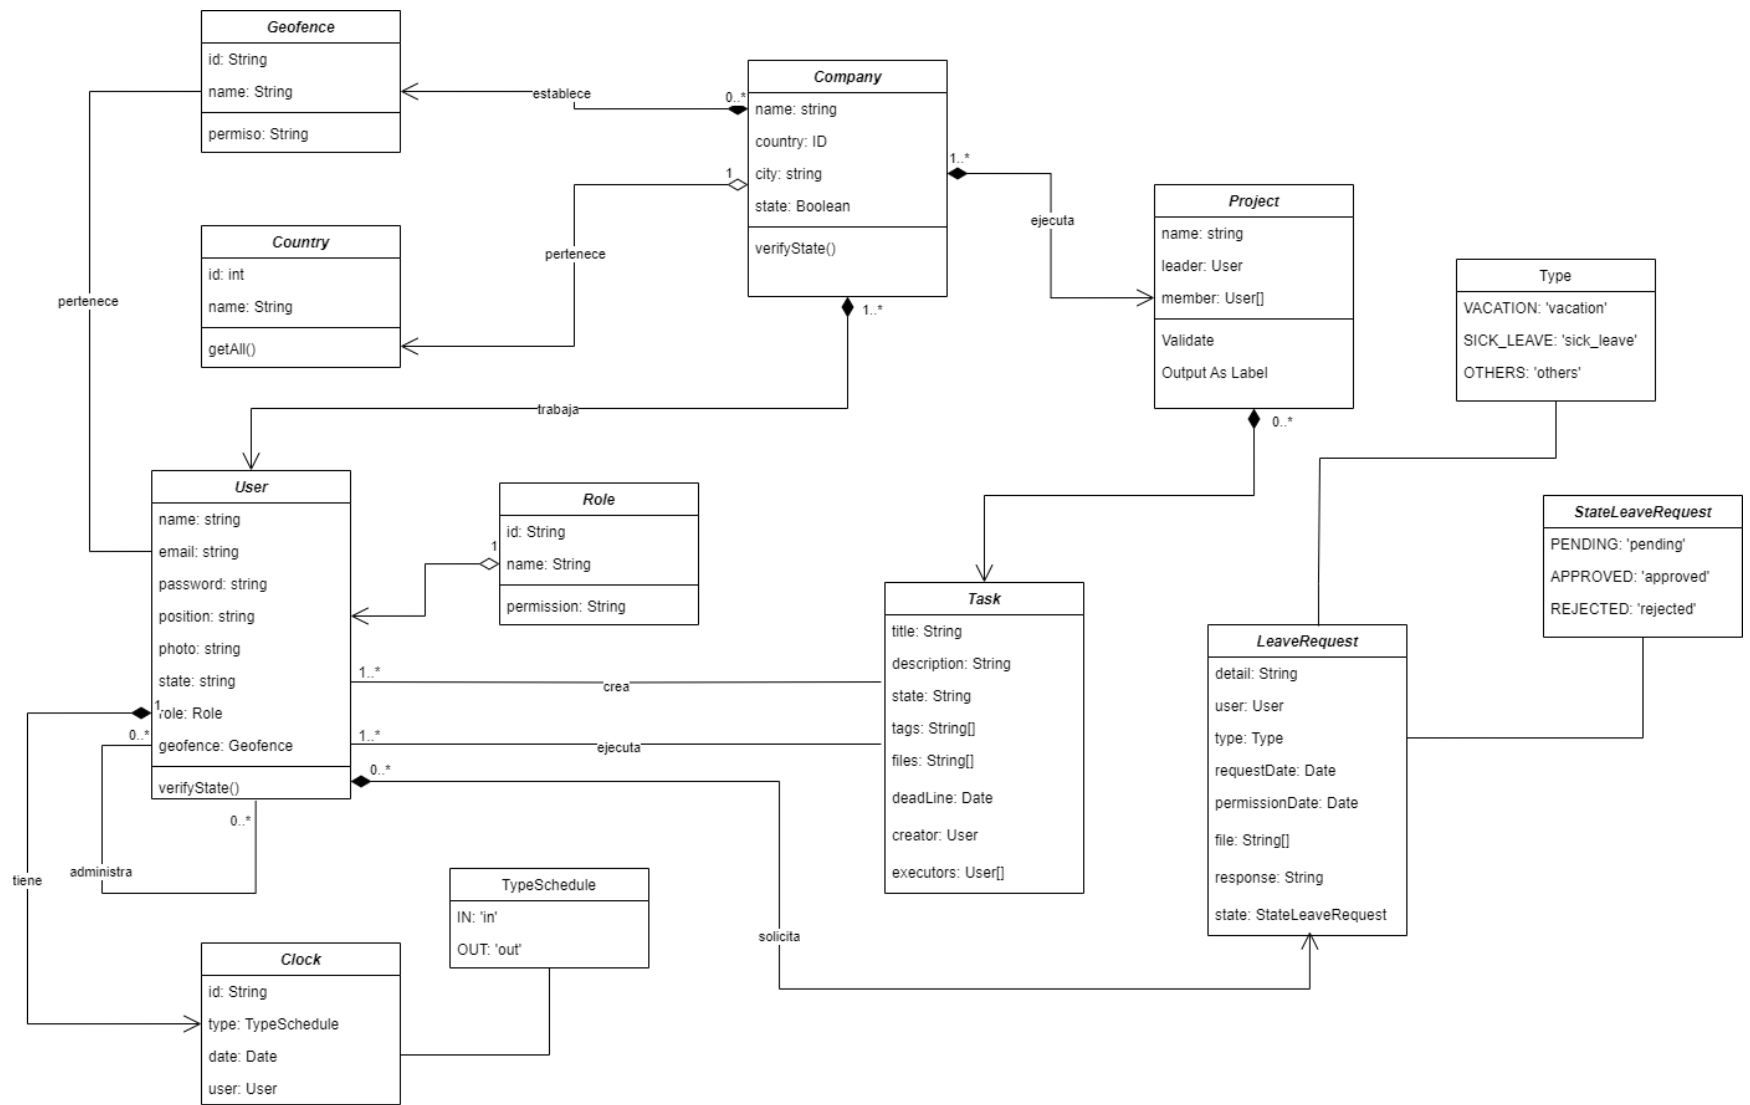 Geofence
id: String
name: String
permiso: String
establece
0..*
Company
name: string
country: ID
city: string
state: Boolean
verifyState()
1
pertenece
1..*
ejecuta
1..*
Country
id: int
name: String
getAll()
pertenece
trabaja
Project
name: string
leader: User
member: User[]
Validate
Output As Label
0..*
Type
VACATION: 'vacation'
SICK_LEAVE: 'sick_leave'
OTHERS: 'others'
StateLeaveRequest
PENDING: 'pending'
APPROVED: 'approved'
REJECTED: 'rejected'
User
name: string
email: string
password: string
position: string
photo: string
state: string
role: Role
geofence: Geofence
verifyState()
1
0..*
0..*
administra
tiene
Role
id: String
name: String
permission: String
1
1..*
crea
1..*
ejecuta
0..*
solicita
Task
title: String
description: String
state: String
tags: String[]
files: String[]
deadLine: Date
creator: User
executors: User[]
LeaveRequest
detail: String
user: User
type: Type
requestDate: Date
permissionDate: Date
file: String[]
response: String
state: StateLeaveRequest
TypeSchedule
IN: 'in'
OUT: 'out'
Clock
id: String
type: TypeSchedule
date: Date
user: User